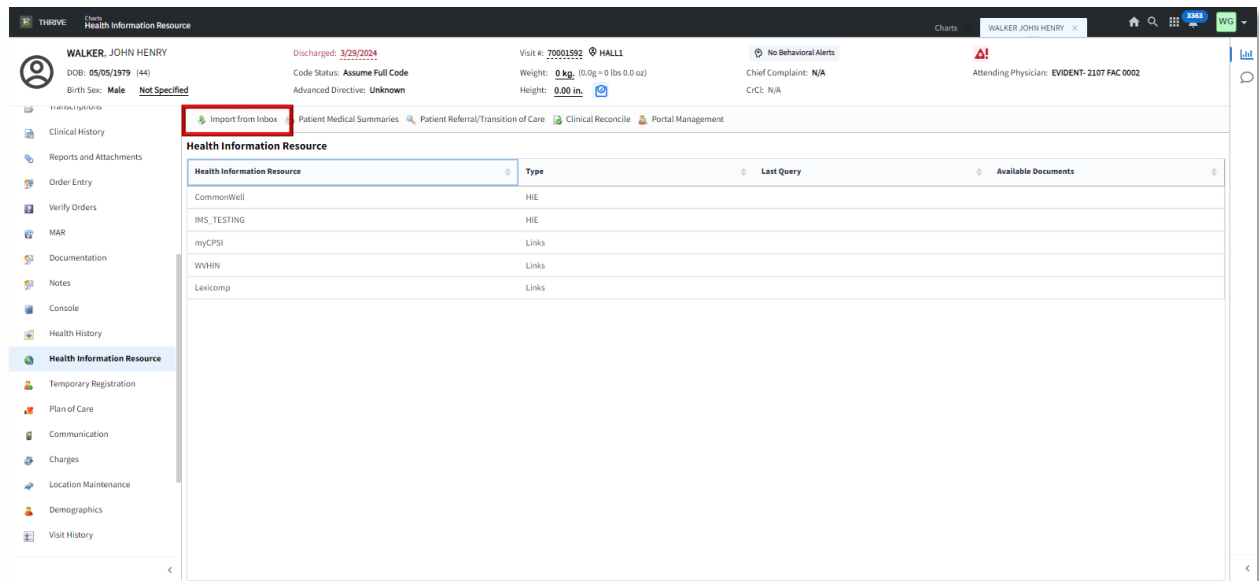 THRIVE
Charts
Health Information Resource
Charts
WALKER JOHN HENRY
3363
WG
WALKER, JOHN HENRY
DOB: 05/05/1979 (44)
Birth Sex: Male Not Specified
Discharged: 3/29/2024
Code Status: Assume Full Code
Advanced Directive: Unknown
Visit #: 70001592 HALL1
Weight: 0 kg. (0.0g = 0 lbs 0.0 oz)
Height: 0.00 in.
No Behavioral Alerts
Chief Complaint: N/A
CrCl: N/A
Attending Physician: EVIDENT- 2107 FAC 0002
Transcriptions
Clinical History
Reports and Attachments
Order Entry
Verify Orders
MAR
Documentation
Notes
Console
Health History
Health Information Resource
Temporary Registration
Plan of Care
Communication
Charges
Location Maintenance
Demographics
Visit History
Import from Inbox Patient Medical Summaries Patient Referral/Transition of Care Clinical Reconcile Portal Management
Health Information Resource
Health Information Resource Type Last Query Available Documents
CommonWell HIE
IMS_TESTING HIE
myCPSI Links
WVHIN Links
Lexicomp Links